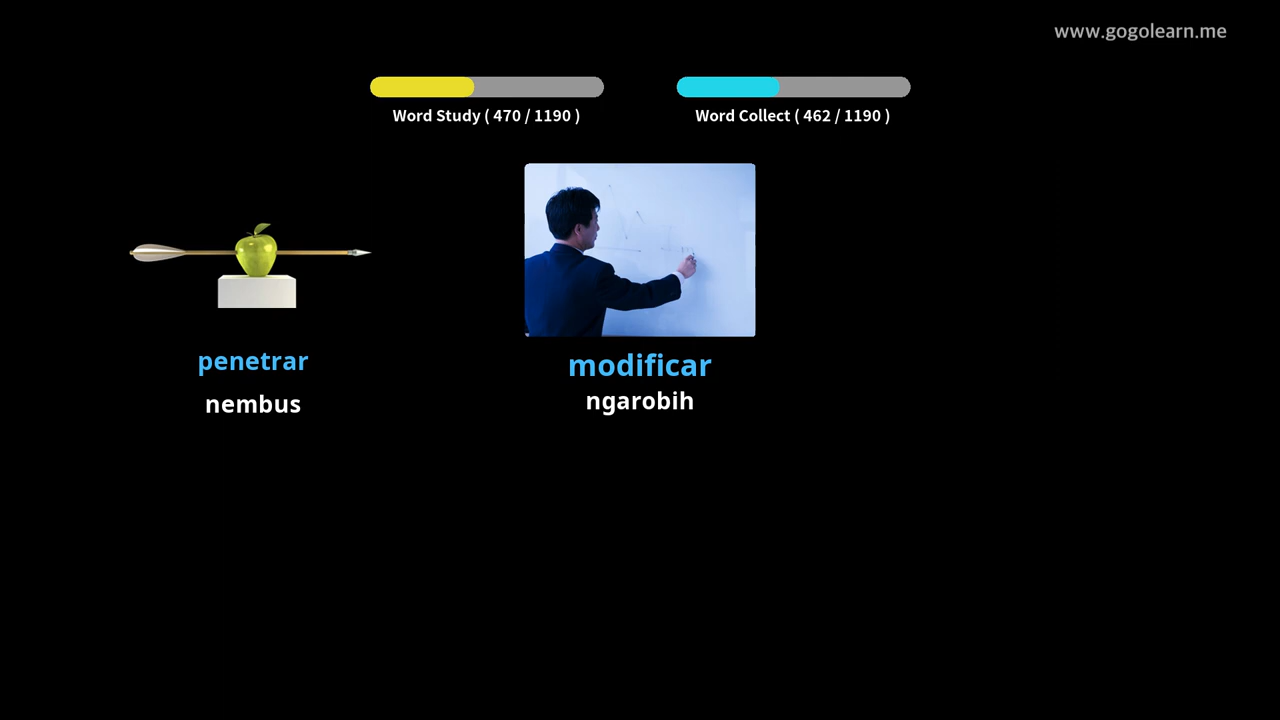 www.gogolearn.me
Word Study ( 470 / 1190 )
Word Collect ( 462 / 1190 )
penetrar
nembus
modificar
ngarobih